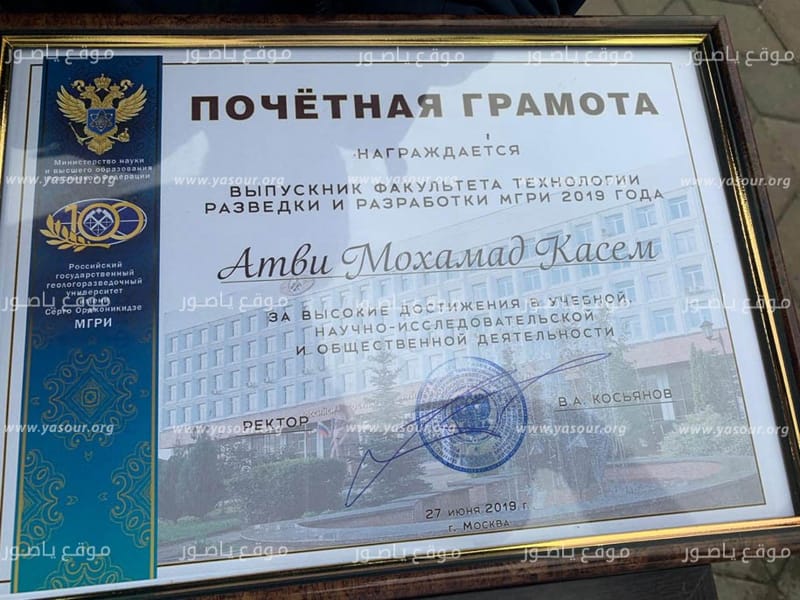 Министерство науки
и высшего образования
Российский
государственный
геологоразведочный
университет
имени
Серго Орджоникидзе
МГРИ
ПОЧЁТНАЯ ГРАМОТА
НАГРАЖДАЕТСЯ
ВЫПУСКНИК ФАКУЛЬТЕТА ТЕХНОЛОГИИ
РАЗВЕДКИ И РАЗРАБОТКИ МГРИ 2019 ГОДА
Атви Мохамад Касем
ЗА ВЫСОКИЕ ДОСТИЖЕНИЯ В УЧЕБНОЙ,
НАУЧНО-ИССЛЕДОВАТЕЛЬСКОЙ
И ОБЩЕСТВЕННОЙ ДЕЯТЕЛЬНОСТИ
РЕКТОР
В.А. КОСЬЯНОВ
27 июня 2019 г.
г. Москва
موقع ياصور
www.yasour.org